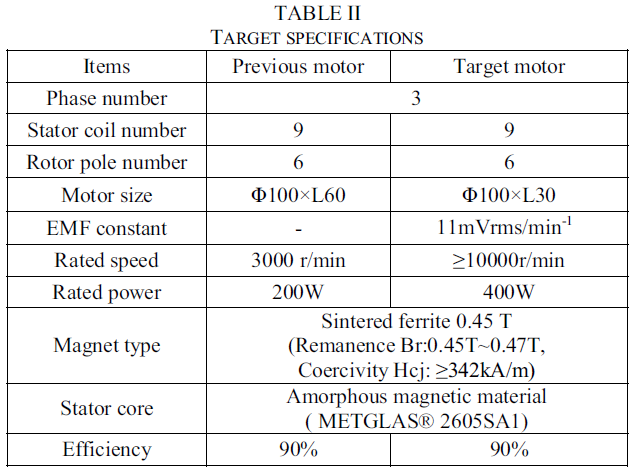 TABLE II
TARGET SPECIFICATIONS
Items Previous motor Target motor
Phase number 3
Stator coil number 9 9
Rotor pole number 6 6
Motor size Φ100×L60 Φ100×L30
EMF constant - 11mVrms/min⁻¹
Rated speed 3000 r/min ≥10000r/min
Rated power 200W 400W
Magnet type Sintered ferrite 0.45 T
(Remanence Br:0.45T~0.47T,
Coercivity Hcj: ≥342kA/m)
Stator core Amorphous magnetic material
( METGLAS® 2605SA1)
Efficiency 90% 90%